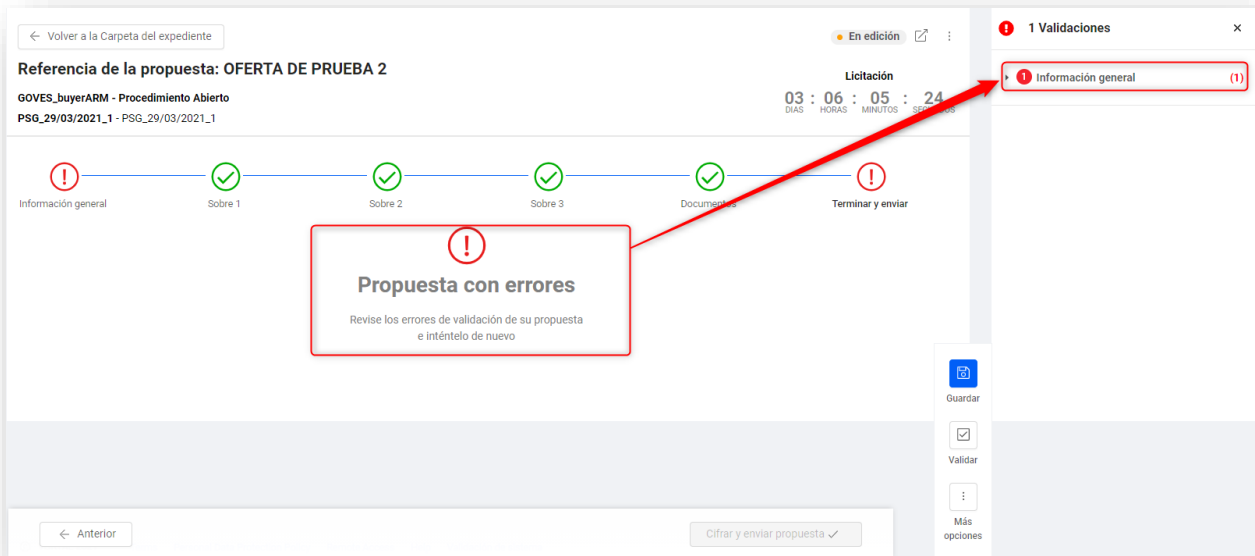 Volver a la Carpeta del expediente
En edición
Referencia de la propuesta: OFERTA DE PRUEBA 2
GOVES_buyerARM - Procedimiento Abierto
PSG_29/03/2021_1 - PSG_29/03/2021_1
Licitación
03 : 06 : 05 : 24
DIAS HORAS MINUTOS SEGUNDOS
1 Validaciones
1 Información general (1)
Información general
Sobre 1
Sobre 2
Sobre 3
Documentos
Terminar y enviar
Propuesta con errores
Revise los errores de validación de su propuesta
e inténtelo de nuevo
Guardar
Validar
Más
opciones
Anterior
Cifrar y enviar propuesta